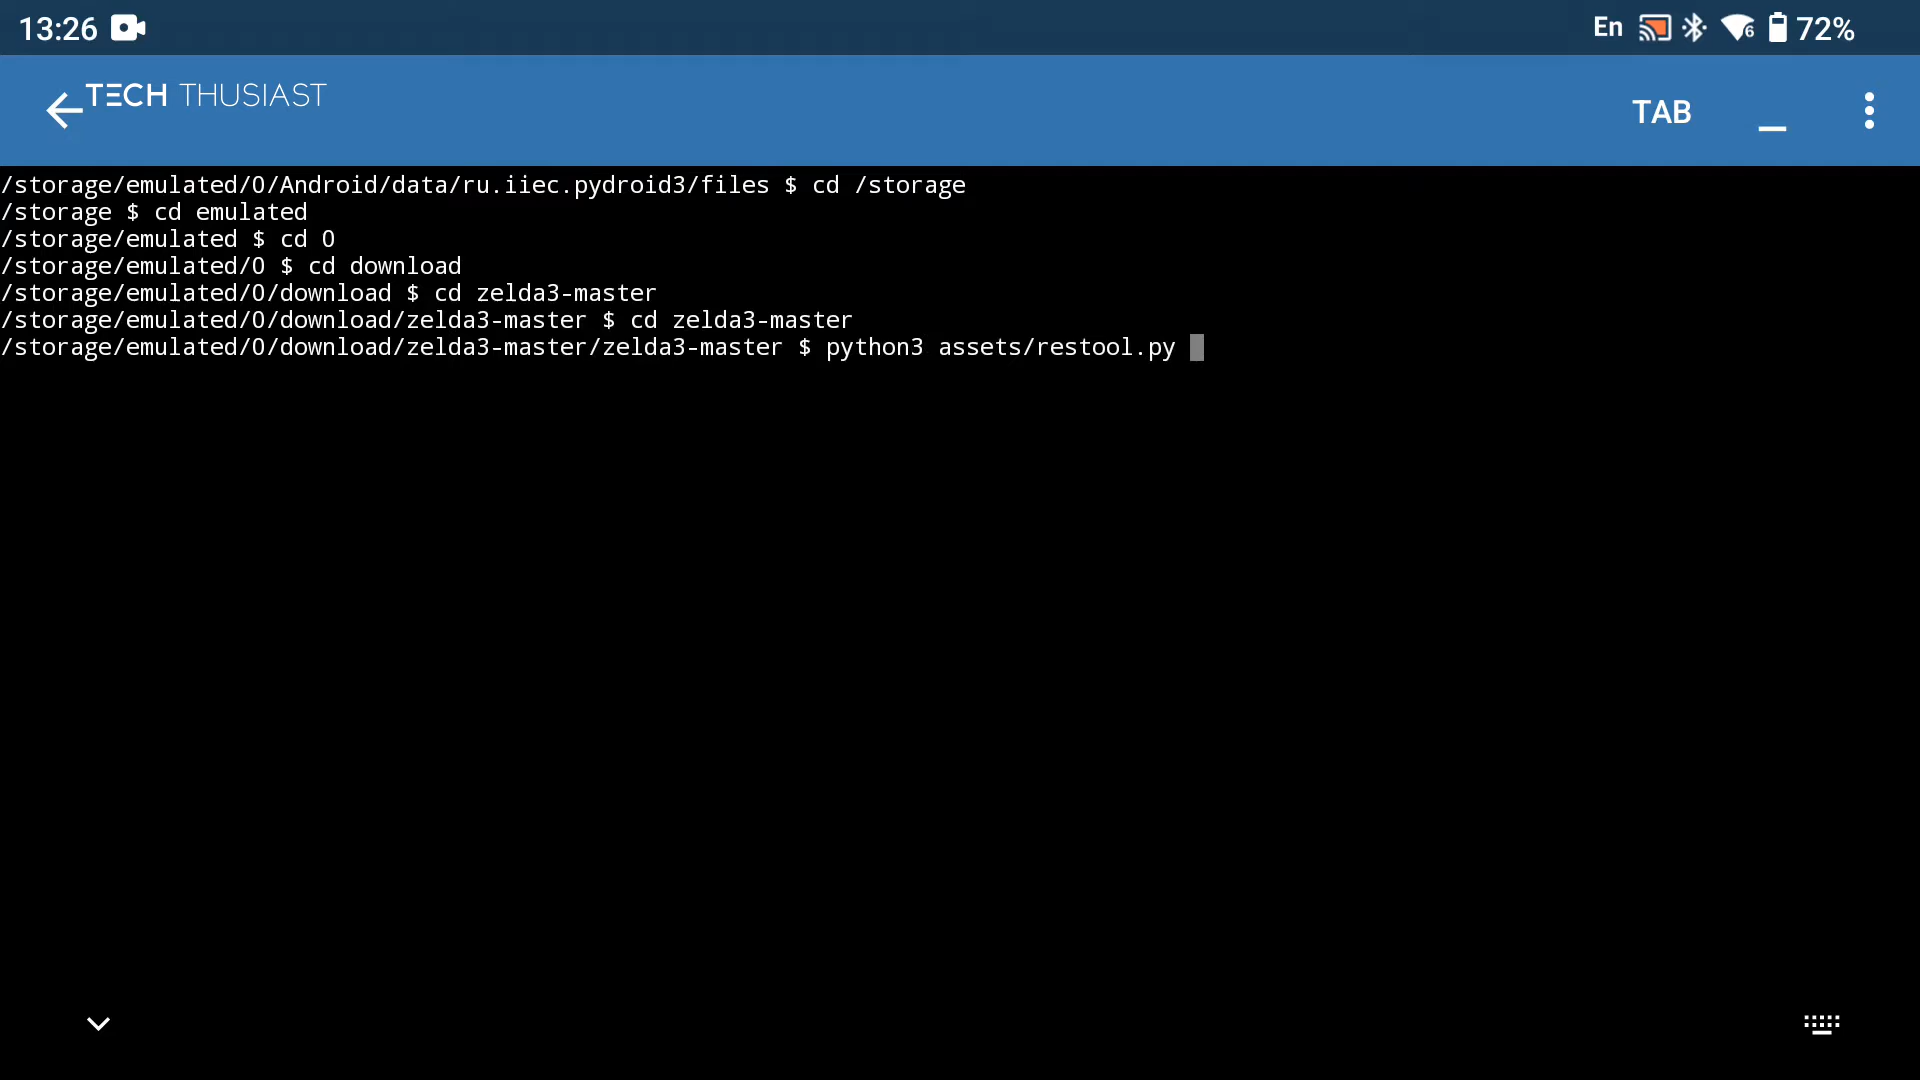 13:26 En 72%
TECH THUSIAST TAB
/storage/emulated/0/Android/data/ru.iiec.pydroid3/files $ cd /storage
/storage $ cd emulated
/storage/emulated $ cd 0
/storage/emulated/0 $ cd download
/storage/emulated/0/download $ cd zelda3-master
/storage/emulated/0/download/zelda3-master $ cd zelda3-master
/storage/emulated/0/download/zelda3-master/zelda3-master $ python3 assets/restool.py